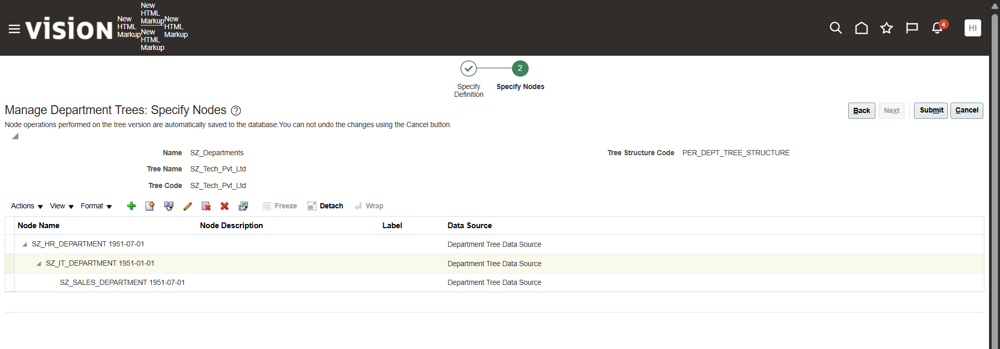 vision
New HTML Markup
New HTML Markup
New HTML Markup
New HTML Markup
4
HI
2
Specify Definition
Specify Nodes
Manage Department Trees: Specify Nodes ?
Back Next Submit Cancel
Node operations performed on the tree version are automatically saved to the database.You can not undo the changes using the Cancel button.
Name SZ_Departments Tree Structure Code PER_DEPT_TREE_STRUCTURE
Tree Name SZ_Tech_Pvt_Ltd
Tree Code SZ_Tech_Pvt_Ltd
Actions View Format Freeze Detach Wrap
Node Name Node Description Label Data Source
SZ_HR_DEPARTMENT 1951-07-01 Department Tree Data Source
SZ_IT_DEPARTMENT 1951-01-01 Department Tree Data Source
SZ_SALES_DEPARTMENT 1951-07-01 Department Tree Data Source